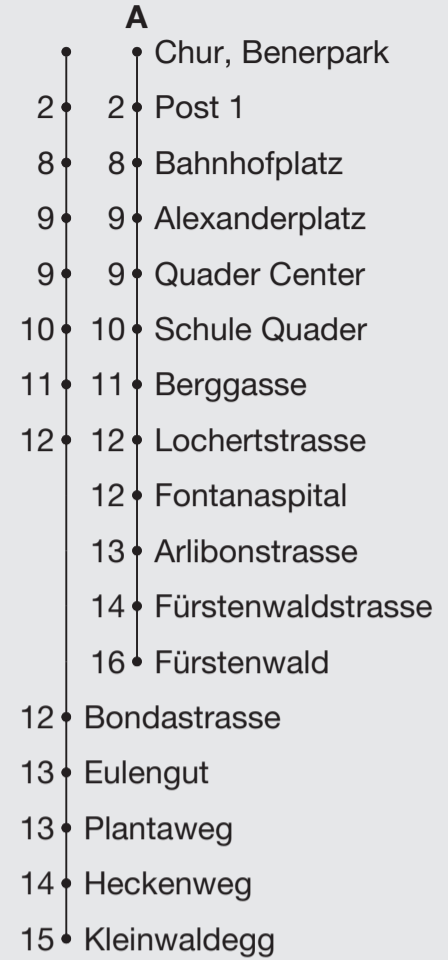 A
Chur, Benerpark
2 2 Post 1
8 8 Bahnhofplatz
9 9 Alexanderplatz
9 9 Quader Center
10 10 Schule Quader
11 11 Berggasse
12 12 Lochertstrasse
12 Fontanaspital
13 Arlibonstrasse
14 Fürstenwaldstrasse
16 Fürstenwald
12 Bondastrasse
13 Eulengut
13 Plantaweg
14 Heckenweg
15 Kleinwaldegg